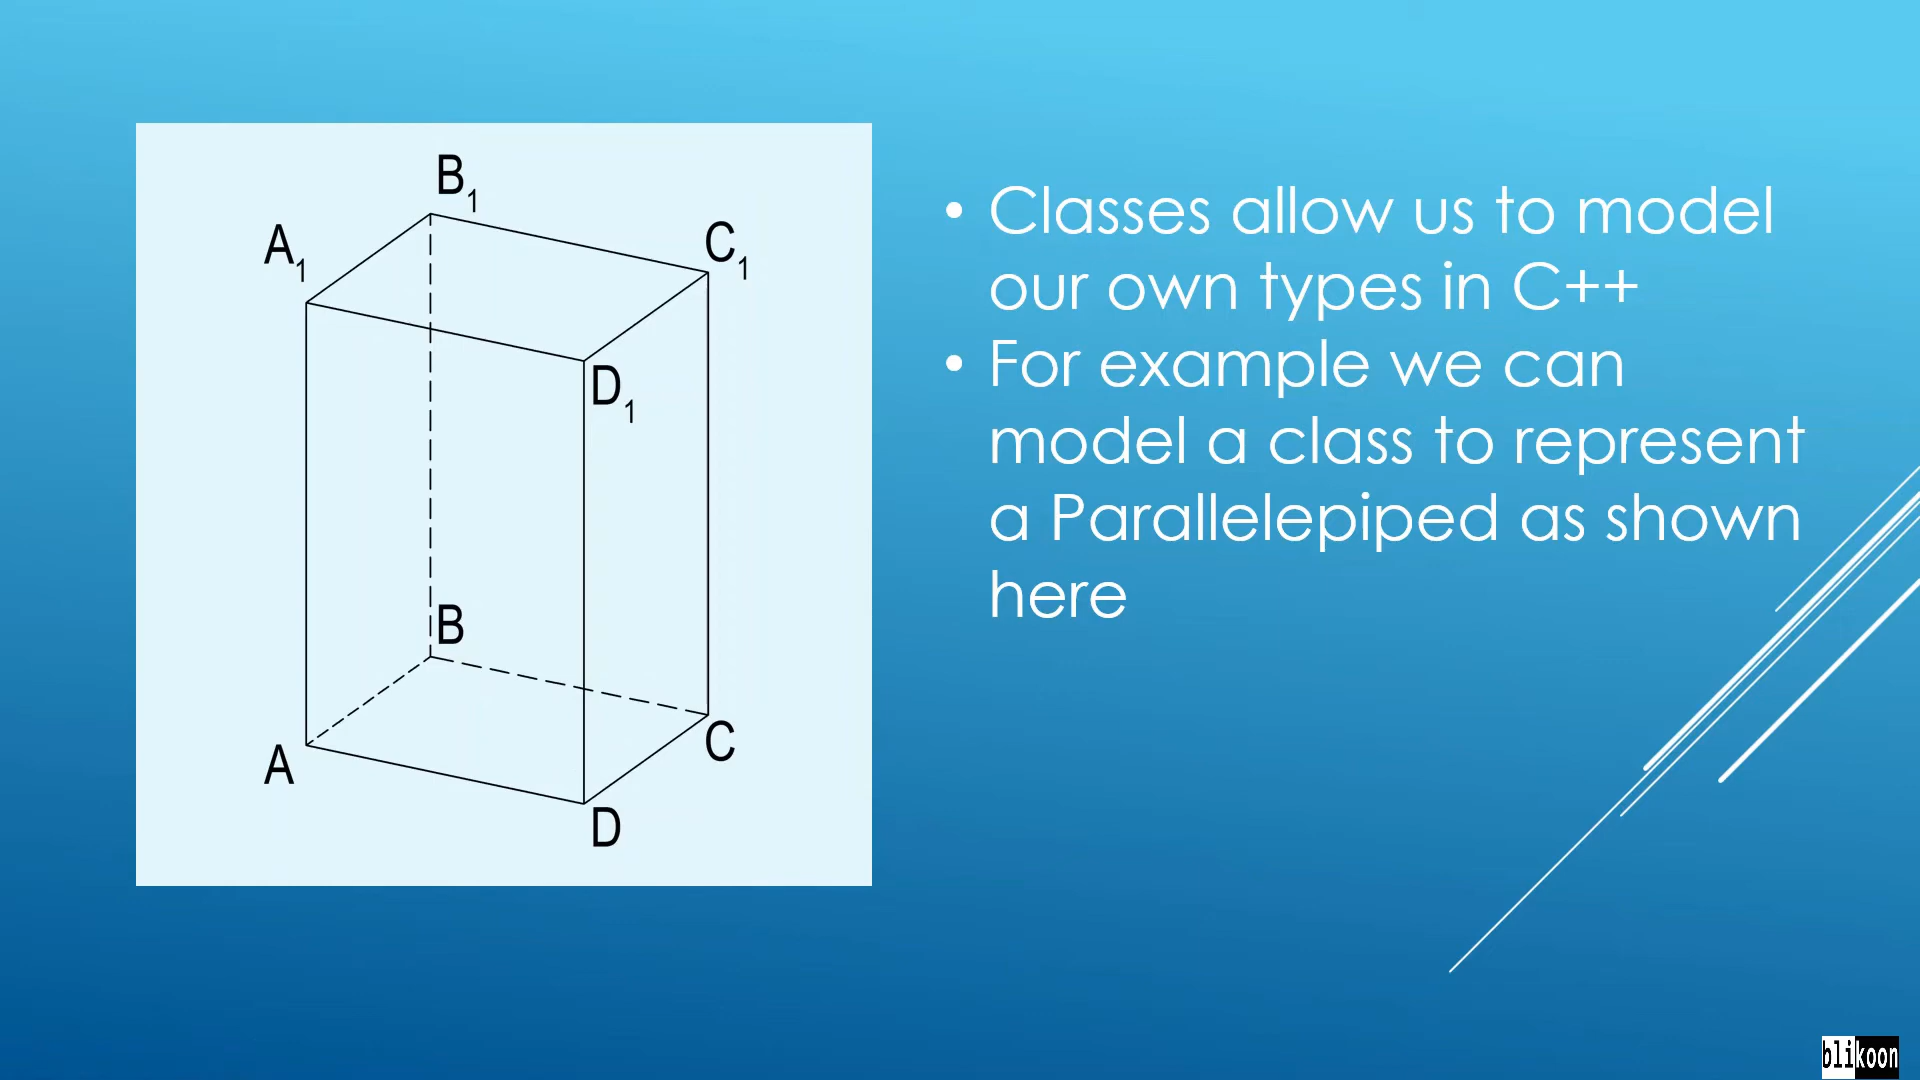 B₁
A₁
C₁
D₁
B
C
A
D
• Classes allow us to model
our own types in C++
• For example we can
model a class to represent
a Parallelepiped as shown
here
blikoon